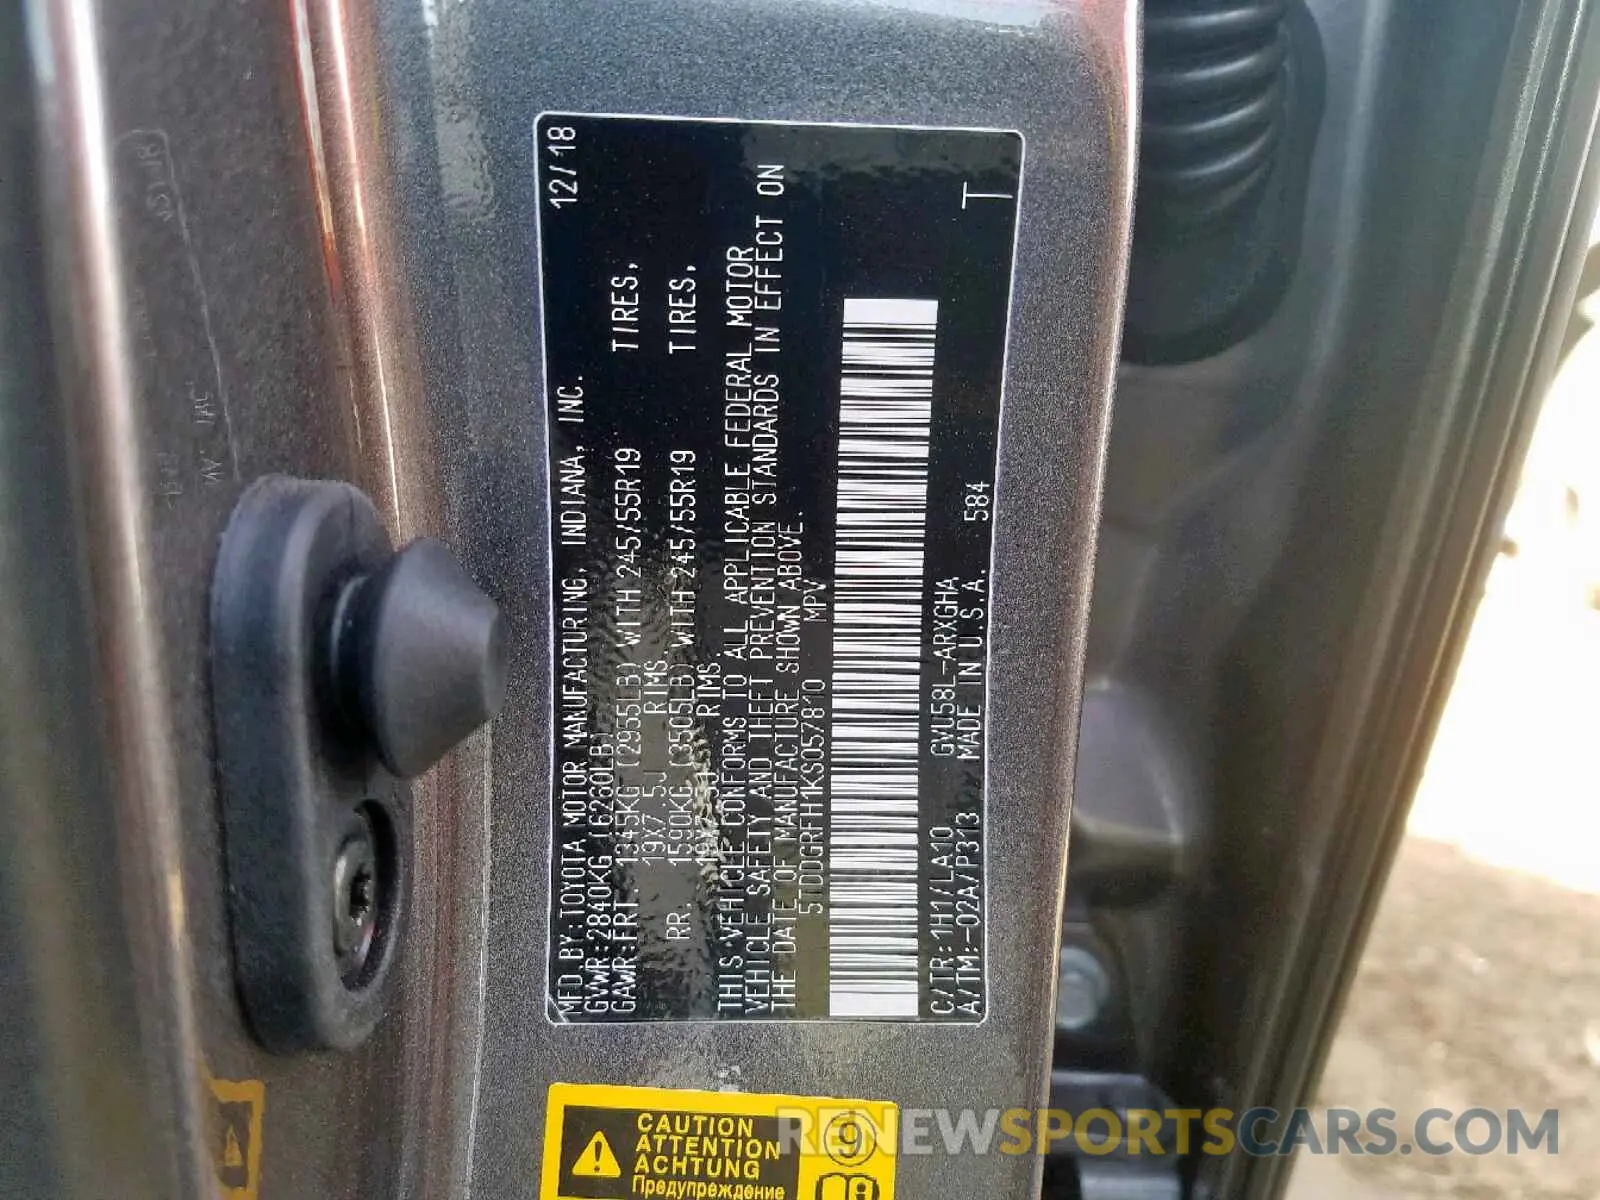 MFD.BY:TOYOTA MOTOR MANUFACTURING, INDIANA, INC. 12/18
GVWR:2840KG (6260LB)
GAWR:FRT. 1345KG (2955LB) WITH 245/55R19 TIRES,
19X7.5J RIMS
RR. 1590KG (3505LB) WITH 245/55R19 TIRES,
19X7.5J RIMS
THIS VEHICLE CONFORMS TO ALL APPLICABLE FEDERAL MOTOR
VEHICLE SAFETY AND THEFT PREVENTION STANDARDS IN EFFECT ON
THE DATE OF MANUFACTURE SHOWN ABOVE.
5TDDGRFH1KS057810 MPV
C/TR:1H1/LA10 GVU58L-ARXGHA
A/TM:-02A/P313 MADE IN U.S.A. 584 T
CAUTION
ATTENTION
ACHTUNG
Предупреждение
9
RENEWSPORTSCARS.COM